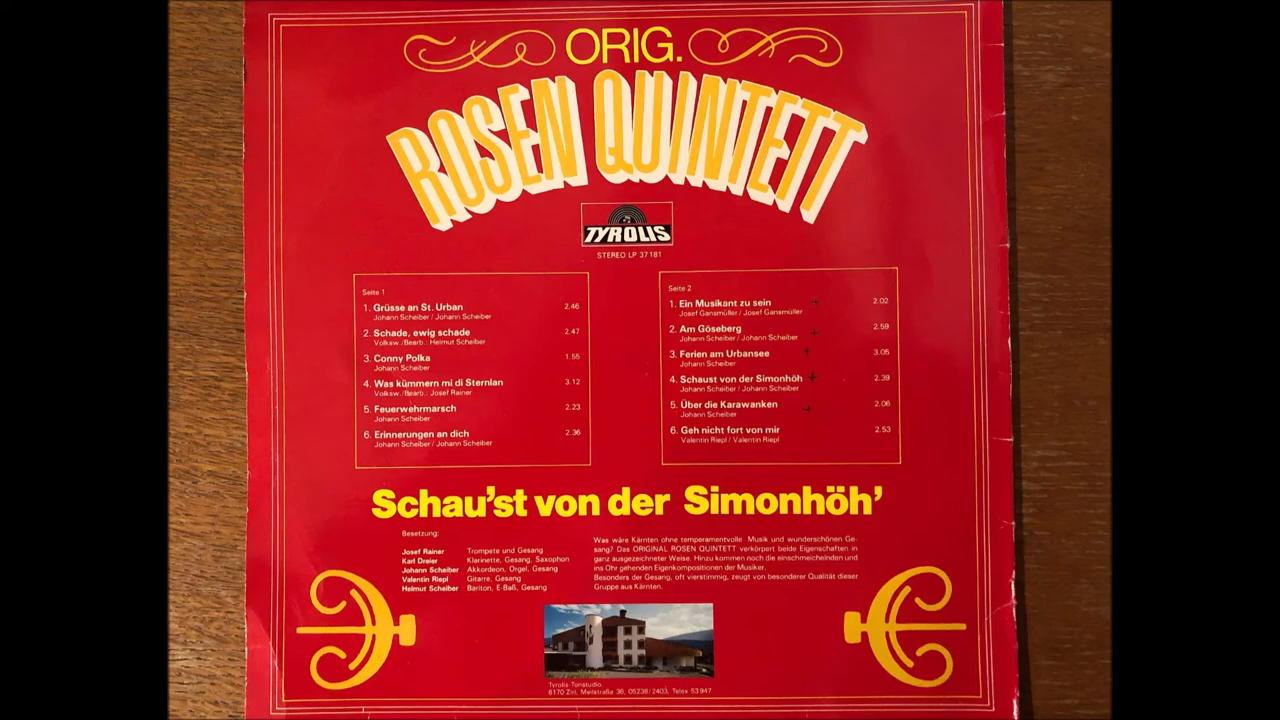 ORIG.
ROSEN QUINTETT
TYROLIS
STEREO LP 37181
Seite 1
1. Grüsse an St. Urban 2.46
Johann Scheiber / Johann Scheiber
2. Schade, ewig schade 2.47
Volksw./Bearb.: Helmut Scheiber
3. Conny Polka 1.55
Johann Scheiber
4. Was kümmern mi di Sternlan 3.12
Volksw./Bearb.: Josef Rainer
5. Feuerwehrmarsch 2.23
Johann Scheiber
6. Erinnerungen an dich 2.36
Johann Scheiber / Johann Scheiber
Seite 2
1. Ein Musikant zu sein + 2.02
Josef Gansmüller / Josef Gansmüller
2. Am Göseberg + 2.59
Johann Scheiber / Johann Scheiber
3. Ferien am Urbansee + 3.05
Johann Scheiber
4. Schaust von der Simonhöh + 2.39
Johann Scheiber / Johann Scheiber
5. Über die Karawanken + 2.06
Johann Scheiber
6. Geh nicht fort von mir 2.53
Valentin Riepl / Valentin Riepl
Schau'st von der Simonhöh'
Besetzung:
Josef Rainer Trompete und Gesang
Karl Dreier Klarinette, Gesang, Saxophon
Johann Scheiber Akkordeon, Orgel, Gesang
Valentin Riepl Gitarre, Gesang
Helmut Scheiber Bariton, E-Baß, Gesang
Was wäre Kärnten ohne temperamentvolle Musik und wunderschönen Ge-
sang? Das ORIGINAL ROSEN QUINTETT verkörpert beide Eigenschaften in
ganz ausgezeichneter Weise. Hinzu kommen noch die einschmeichelnden und
ins Ohr gehenden Eigenkompositionen der Musiker.
Besonders der Gesang, oft vierstimmig, zeugt von besonderer Qualität dieser
Gruppe aus Kärnten.
Tyrolis-Tonstudio
6170 Zirl, Meilstraße 36, 05238/2403, Telex 53947